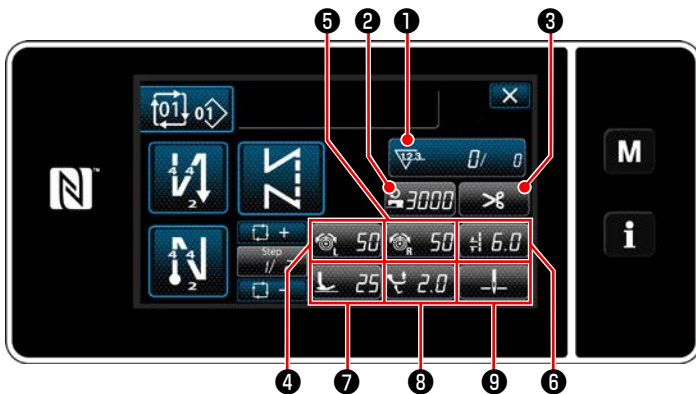 ❺ ❷ ❶ ❸
01 01
✕
N™
4 4
2
123 0/ 0
M
3000
4 4
2
+
Step
1/
−
L 50 R 50 6.0
25 2.0
i
❹ ❼ ❽ ❾ ❻